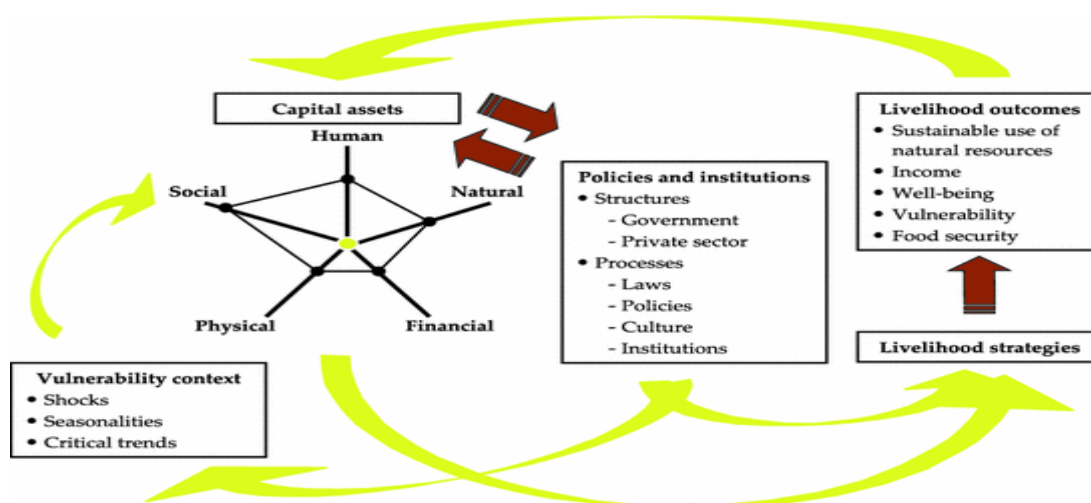 Capital assets
Human
Social
Natural
Physical
Financial
Vulnerability context
• Shocks
• Seasonalities
• Critical trends
Policies and institutions
• Structures
- Government
- Private sector
• Processes
- Laws
- Policies
- Culture
- Institutions
Livelihood outcomes
• Sustainable use of
natural resources
• Income
• Well-being
• Vulnerability
• Food security
Livelihood strategies